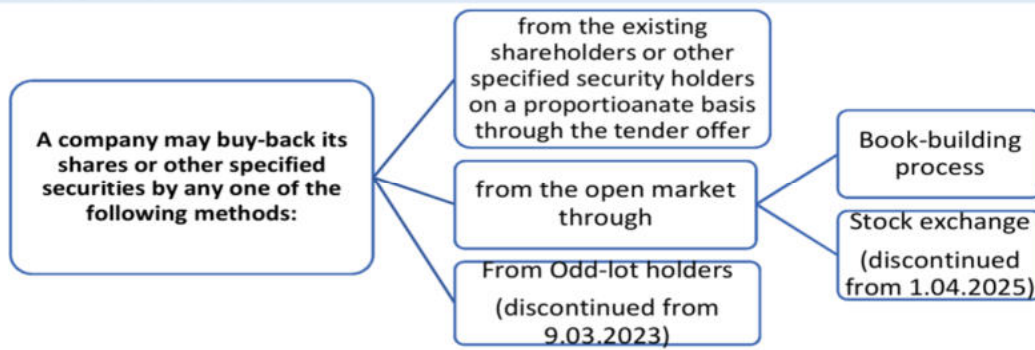 A company may buy-back its
shares or other specified
securities by any one of the
following methods:
from the existing
shareholders or other
specified security holders
on a proportioanate basis
through the tender offer
from the open market
through
Book-building
process
Stock exchange
(discontinued
from 1.04.2025)
From Odd-lot holders
(discontinued from
9.03.2023)